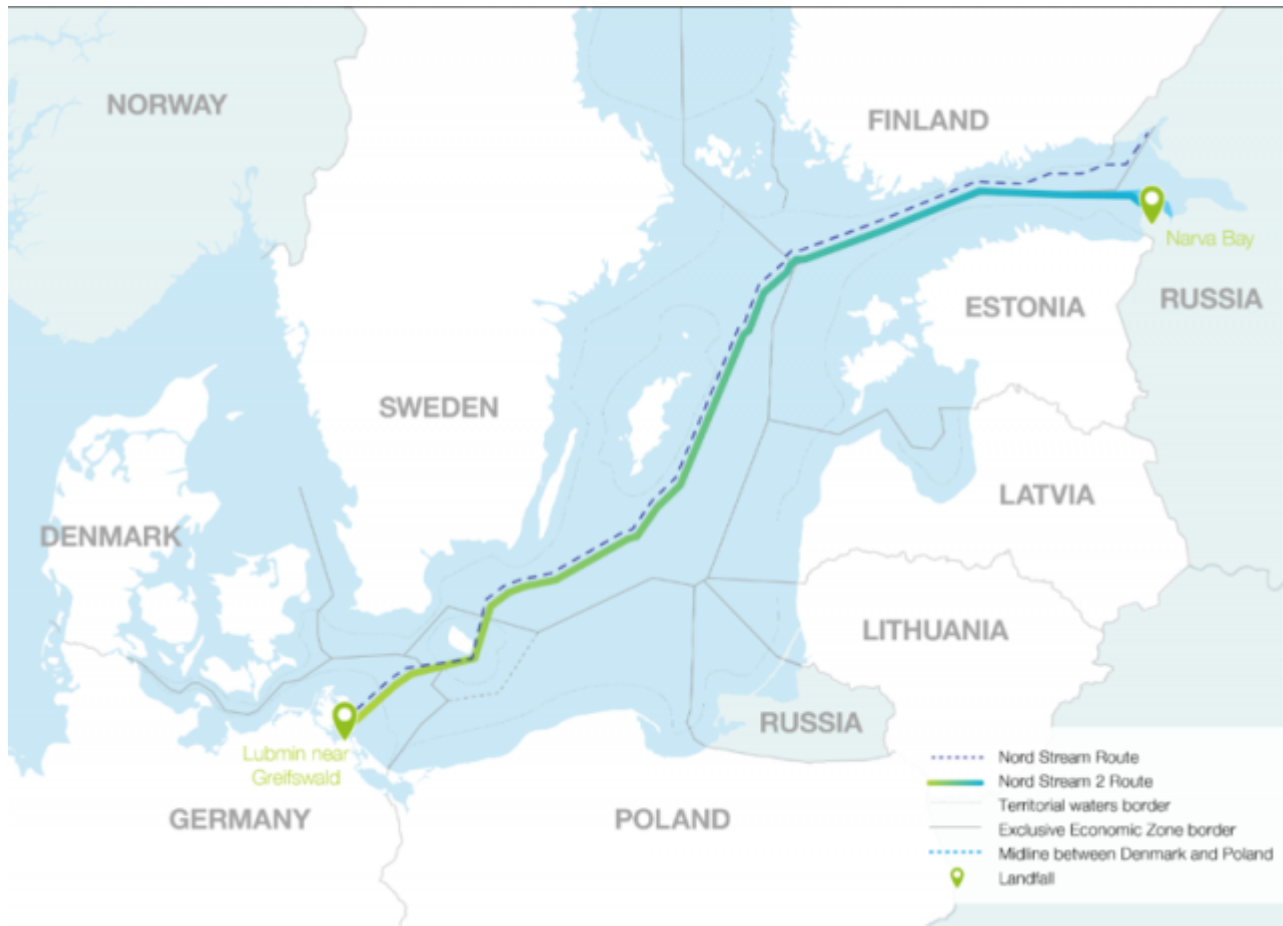 NORWAY
FINLAND
Narva Bay
RUSSIA
ESTONIA
SWEDEN
LATVIA
DENMARK
LITHUANIA
RUSSIA
Lubmin near
Greifswald
GERMANY
POLAND
Nord Stream Route
Nord Stream 2 Route
Territorial waters border
Exclusive Economic Zone border
Midline between Denmark and Poland
Landfall